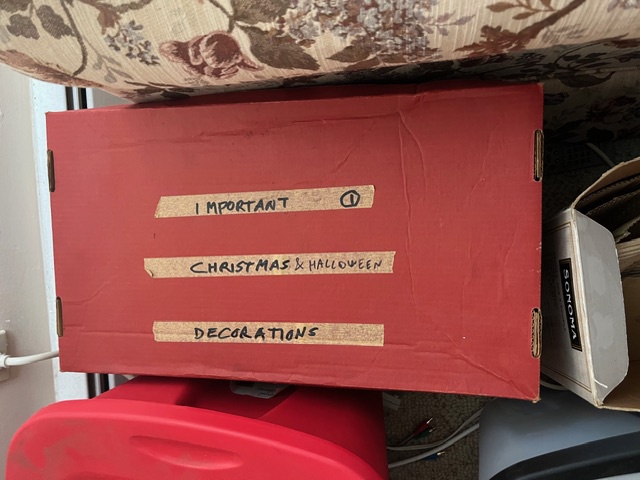 IMPORTANT ①
CHRISTMAS & HALLOWEEN
DECORATIONS
SONOMA